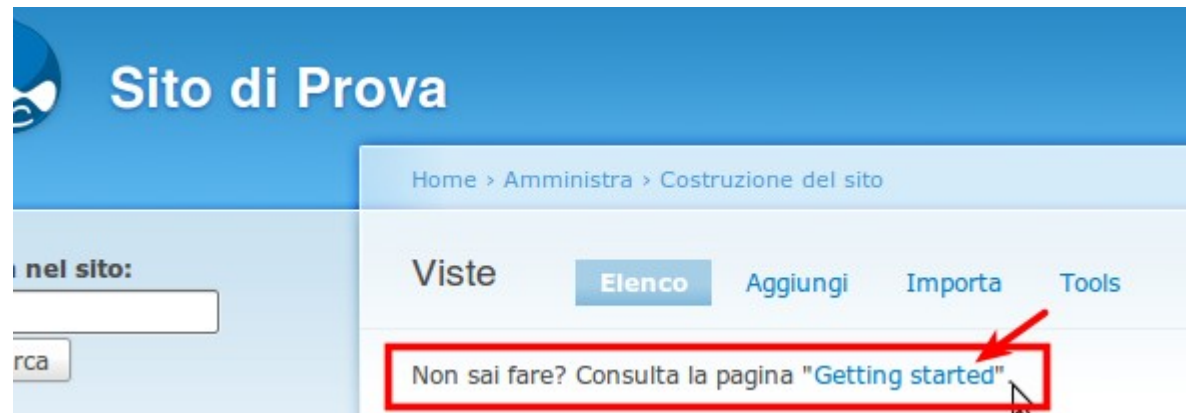 Sito di Prova
Home › Amministra › Costruzione del sito
nel sito:
Viste Elenco Aggiungi Importa Tools
rca
Non sai fare? Consulta la pagina "Getting started".